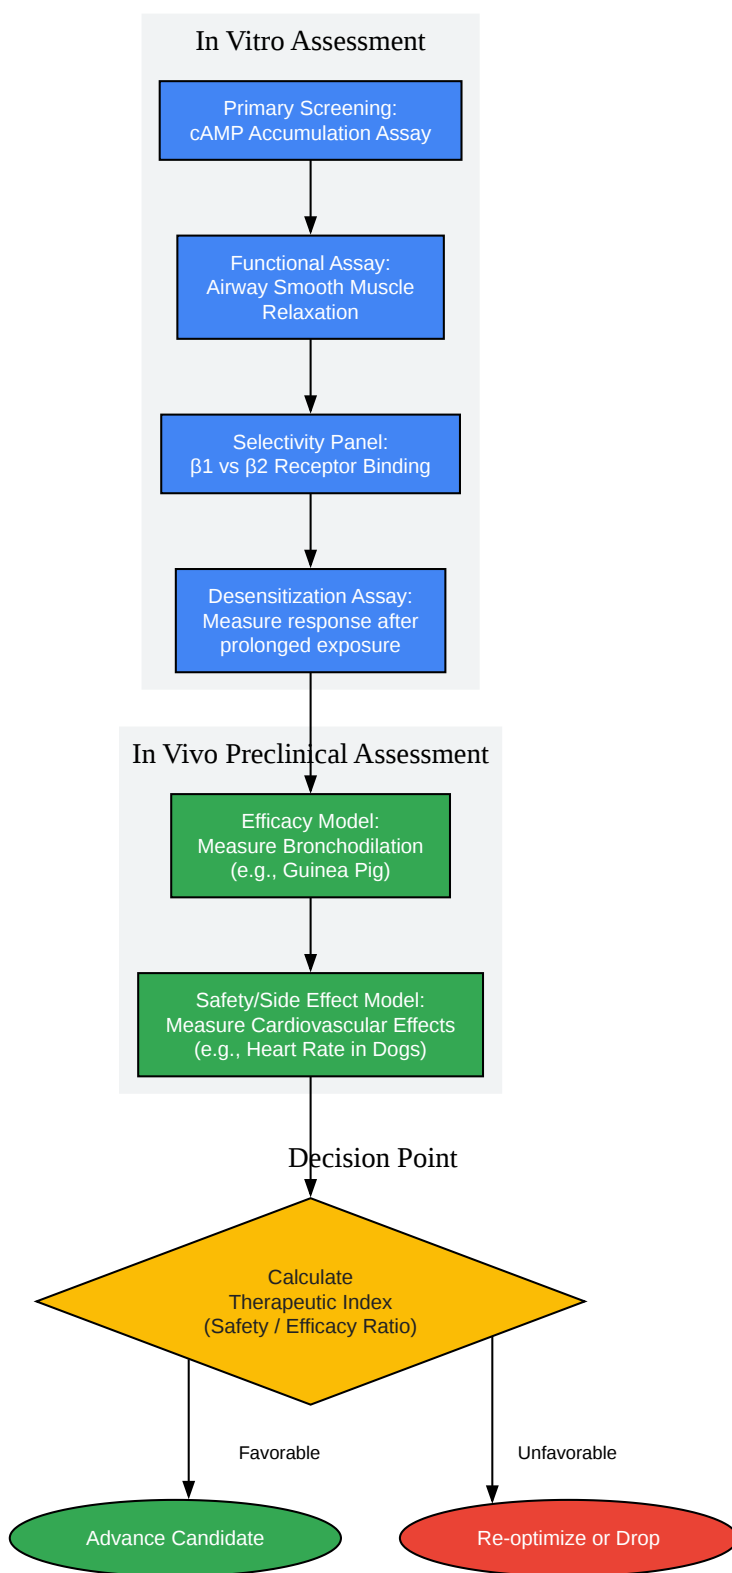 In Vitro Assessment
Primary Screening:
cAMP Accumulation Assay
Functional Assay:
Airway Smooth Muscle
Relaxation
Selectivity Panel:
β1 vs β2 Receptor Binding
Desensitization Assay:
Measure response after
prolonged exposure
In Vivo Preclinical Assessment
Efficacy Model:
Measure Bronchodilation
(e.g., Guinea Pig)
Safety/Side Effect Model:
Measure Cardiovascular Effects
(e.g., Heart Rate in Dogs)
Decision Point
Calculate
Therapeutic Index
(Safety / Efficacy Ratio)
Favorable
Unfavorable
Advance Candidate
Re-optimize or Drop